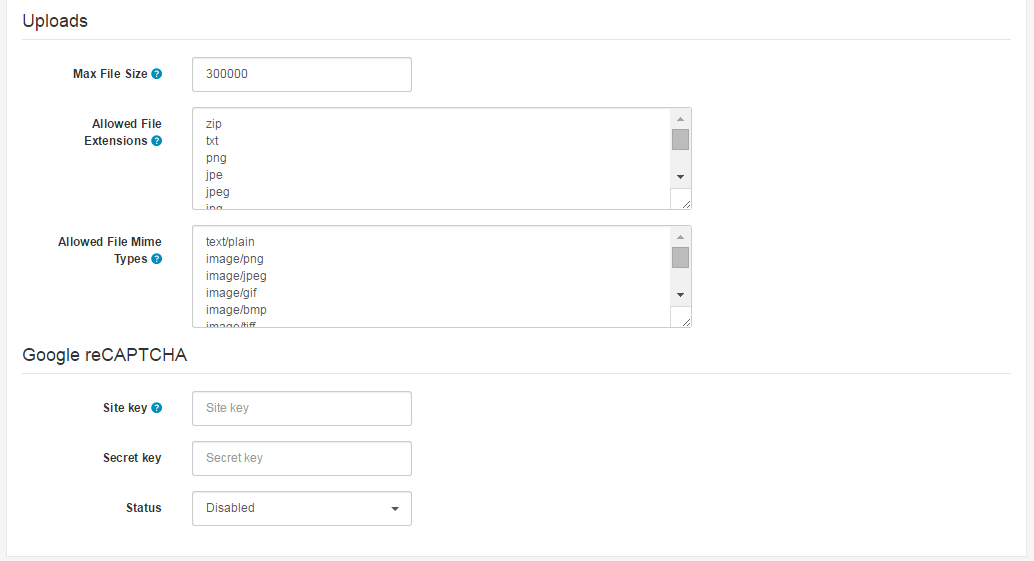 Uploads
Max File Size ?
300000
Allowed File
Extensions ?
zip
txt
png
jpe
jpeg
Allowed File Mime
Types ?
text/plain
image/png
image/jpeg
image/gif
image/bmp
image/tiff
Google reCAPTCHA
Site key ?
Site key
Secret key
Secret key
Status
Disabled